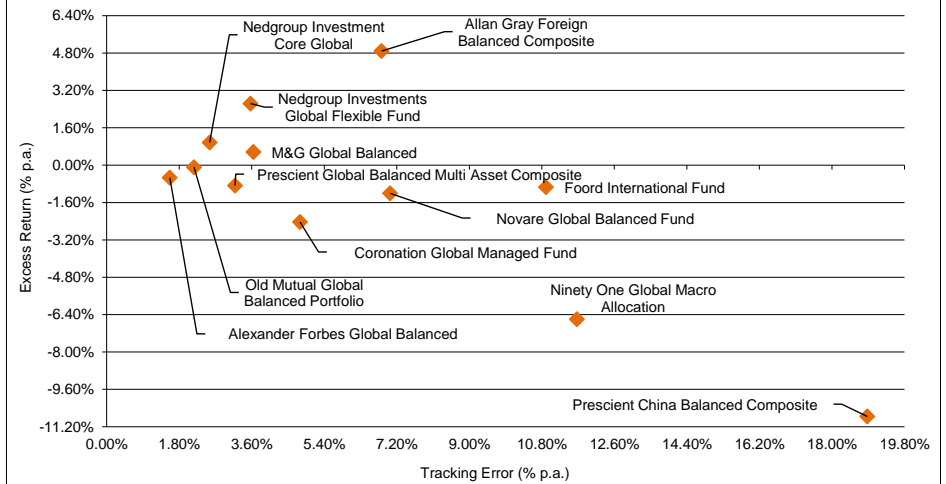 6.40%
4.80%
3.20%
1.60%
0.00%
-1.60%
-3.20%
-4.80%
-6.40%
-8.00%
-9.60%
-11.20%
Excess Return (% p.a.)
Nedgroup Investment
Core Global
Allan Gray Foreign
Balanced Composite
Nedgroup Investments
Global Flexible Fund
M&G Global Balanced
Prescient Global Balanced Multi Asset Composite
Foord International Fund
Novare Global Balanced Fund
Coronation Global Managed Fund
Old Mutual Global
Balanced Portfolio
Ninety One Global Macro
Allocation
Alexander Forbes Global Balanced
Prescient China Balanced Composite
0.00% 1.80% 3.60% 5.40% 7.20% 9.00% 10.80% 12.60% 14.40% 16.20% 18.00% 19.80%
Tracking Error (% p.a.)